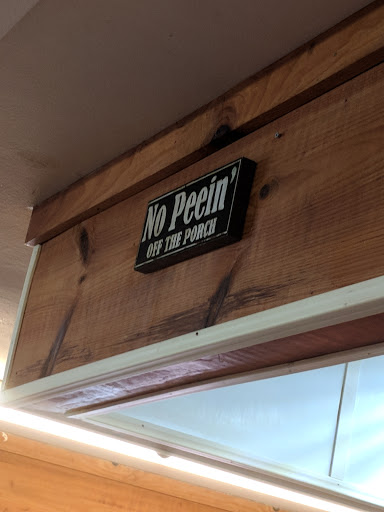 No Peein'
OFF THE PORCH